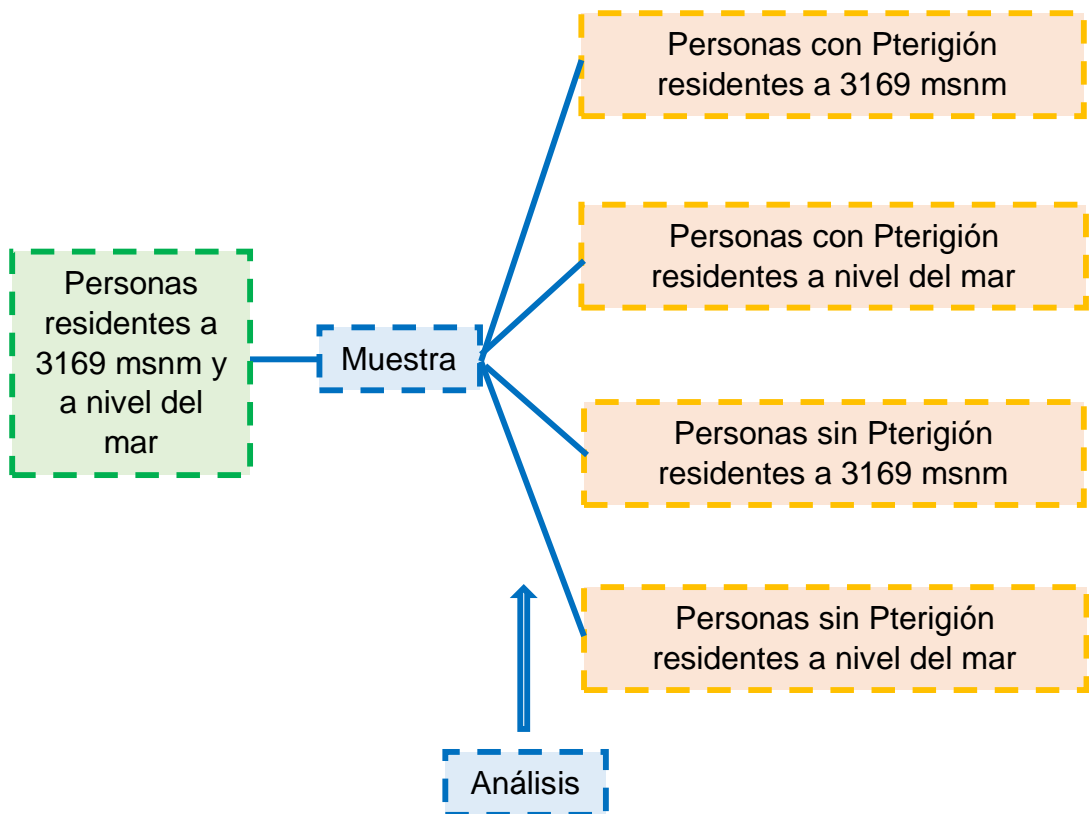 Personas
residentes a
3169 msnm y
a nivel del
mar
Muestra
Personas con Pterigión
residentes a 3169 msnm
Personas con Pterigión
residentes a nivel del mar
Personas sin Pterigión
residentes a 3169 msnm
Personas sin Pterigión
residentes a nivel del mar
Análisis